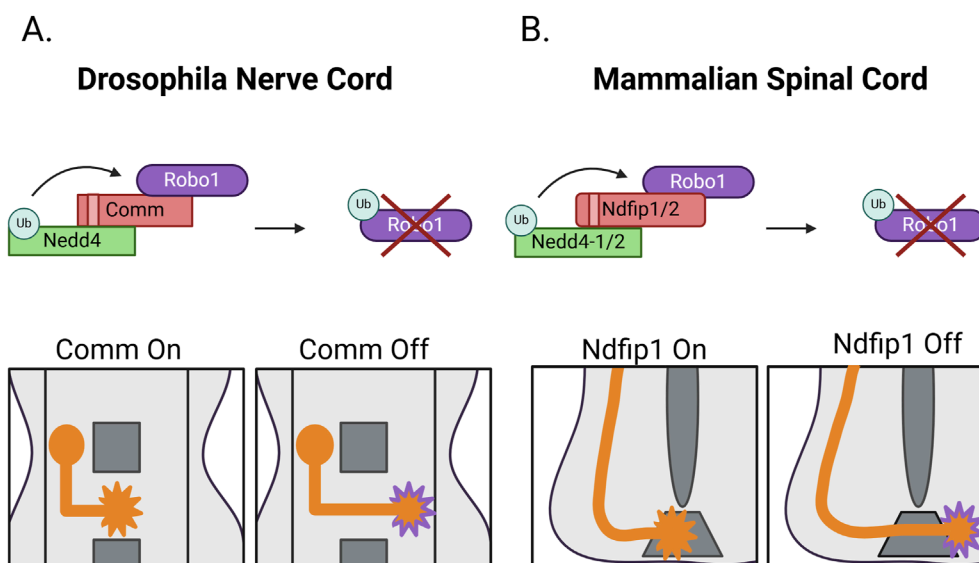 A.
Drosophila Nerve Cord
Robo1
Comm
Ub
Nedd4
Ub
Robo1
Comm On
Comm Off
B.
Mammalian Spinal Cord
Robo1
Ndfip1/2
Ub
Nedd4-1/2
Ub
Robo1
Ndfip1 On
Ndfip1 Off